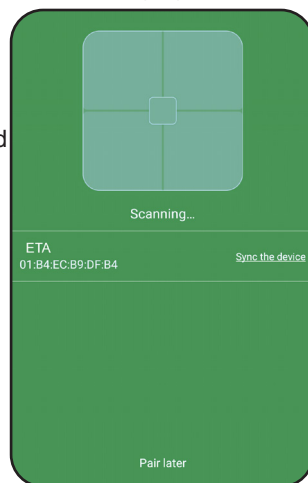 d
Scanning...
ETA
01:B4:EC:B9:DF:B4
Sync the device
Pair later